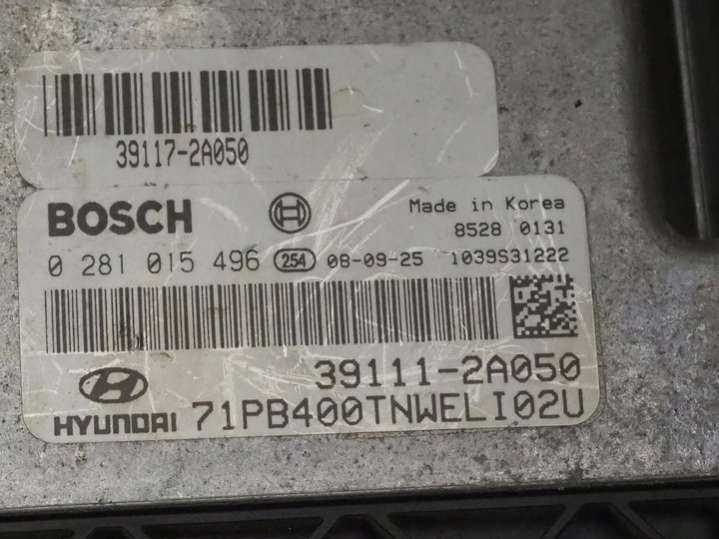 39117-2A050
BOSCH Made in Korea
8528 0131
0 281 015 496 254 08-09-25 1039S31222
39111-2A050
HYUNDAI 71PB400TNWELI02U